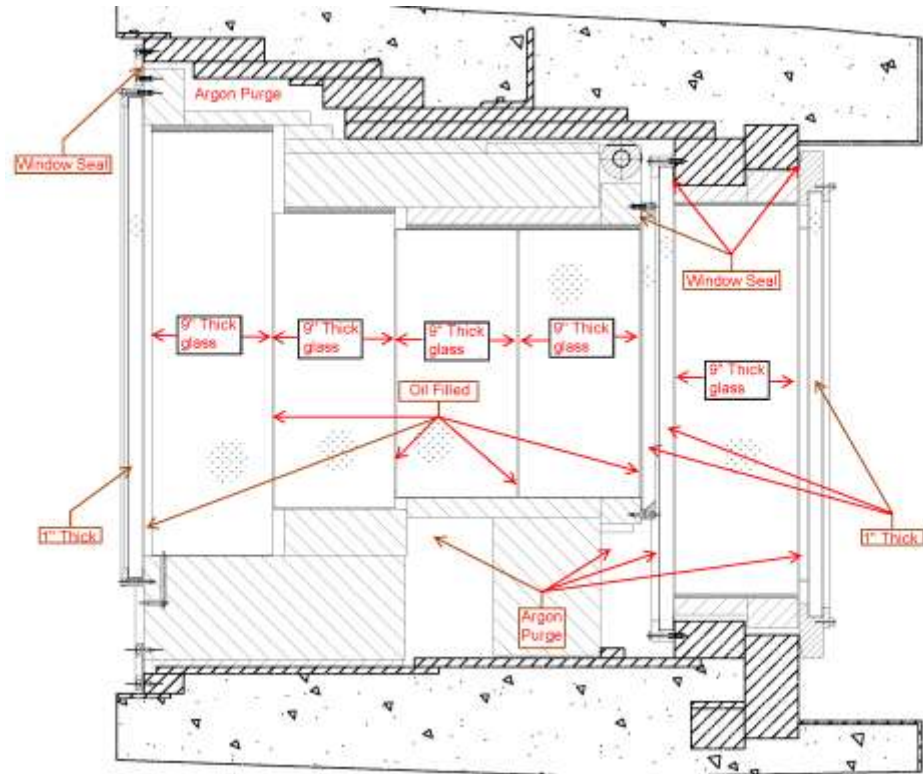 Argon Purge
Window Seal
Window Seal
9" Thick
glass
9" Thick
glass
9" Thick
glass
9" Thick
glass
9" Thick
glass
Oil Filled
1" Thick
1" Thick
Argon
Purge